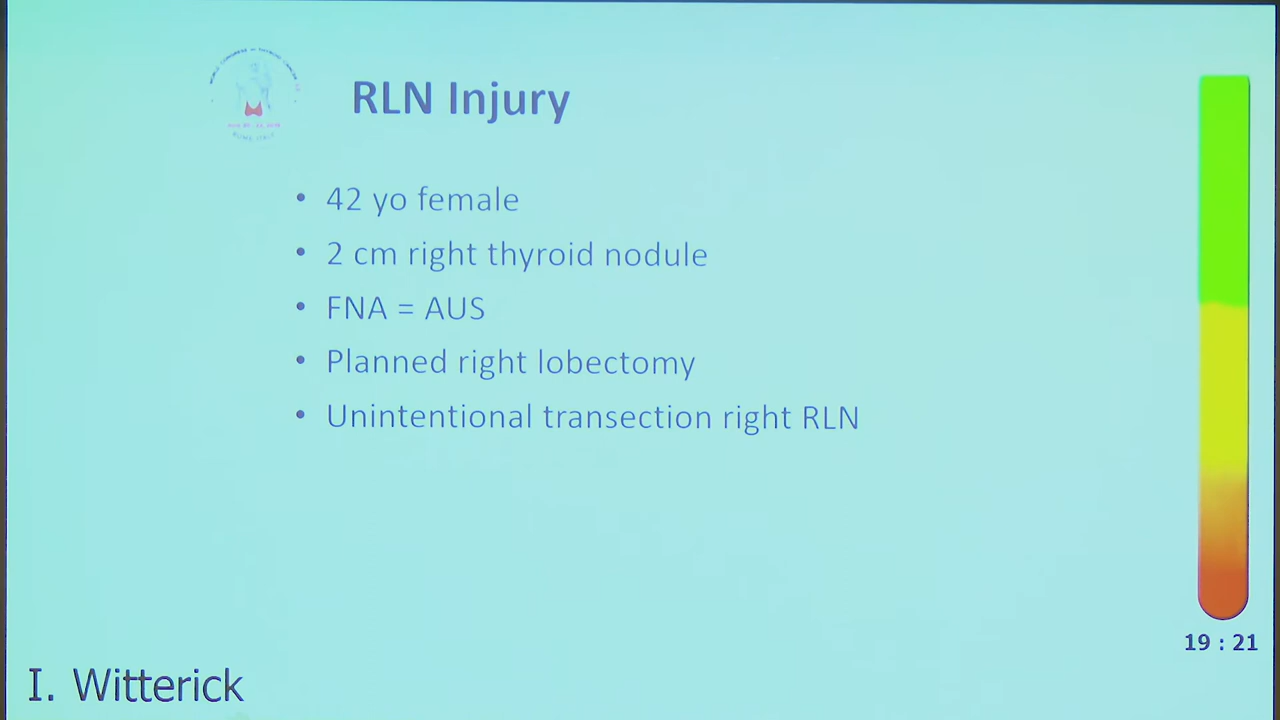 RLN Injury
• 42 yo female
• 2 cm right thyroid nodule
• FNA = AUS
• Planned right lobectomy
• Unintentional transection right RLN
19 : 21
I. Witterick